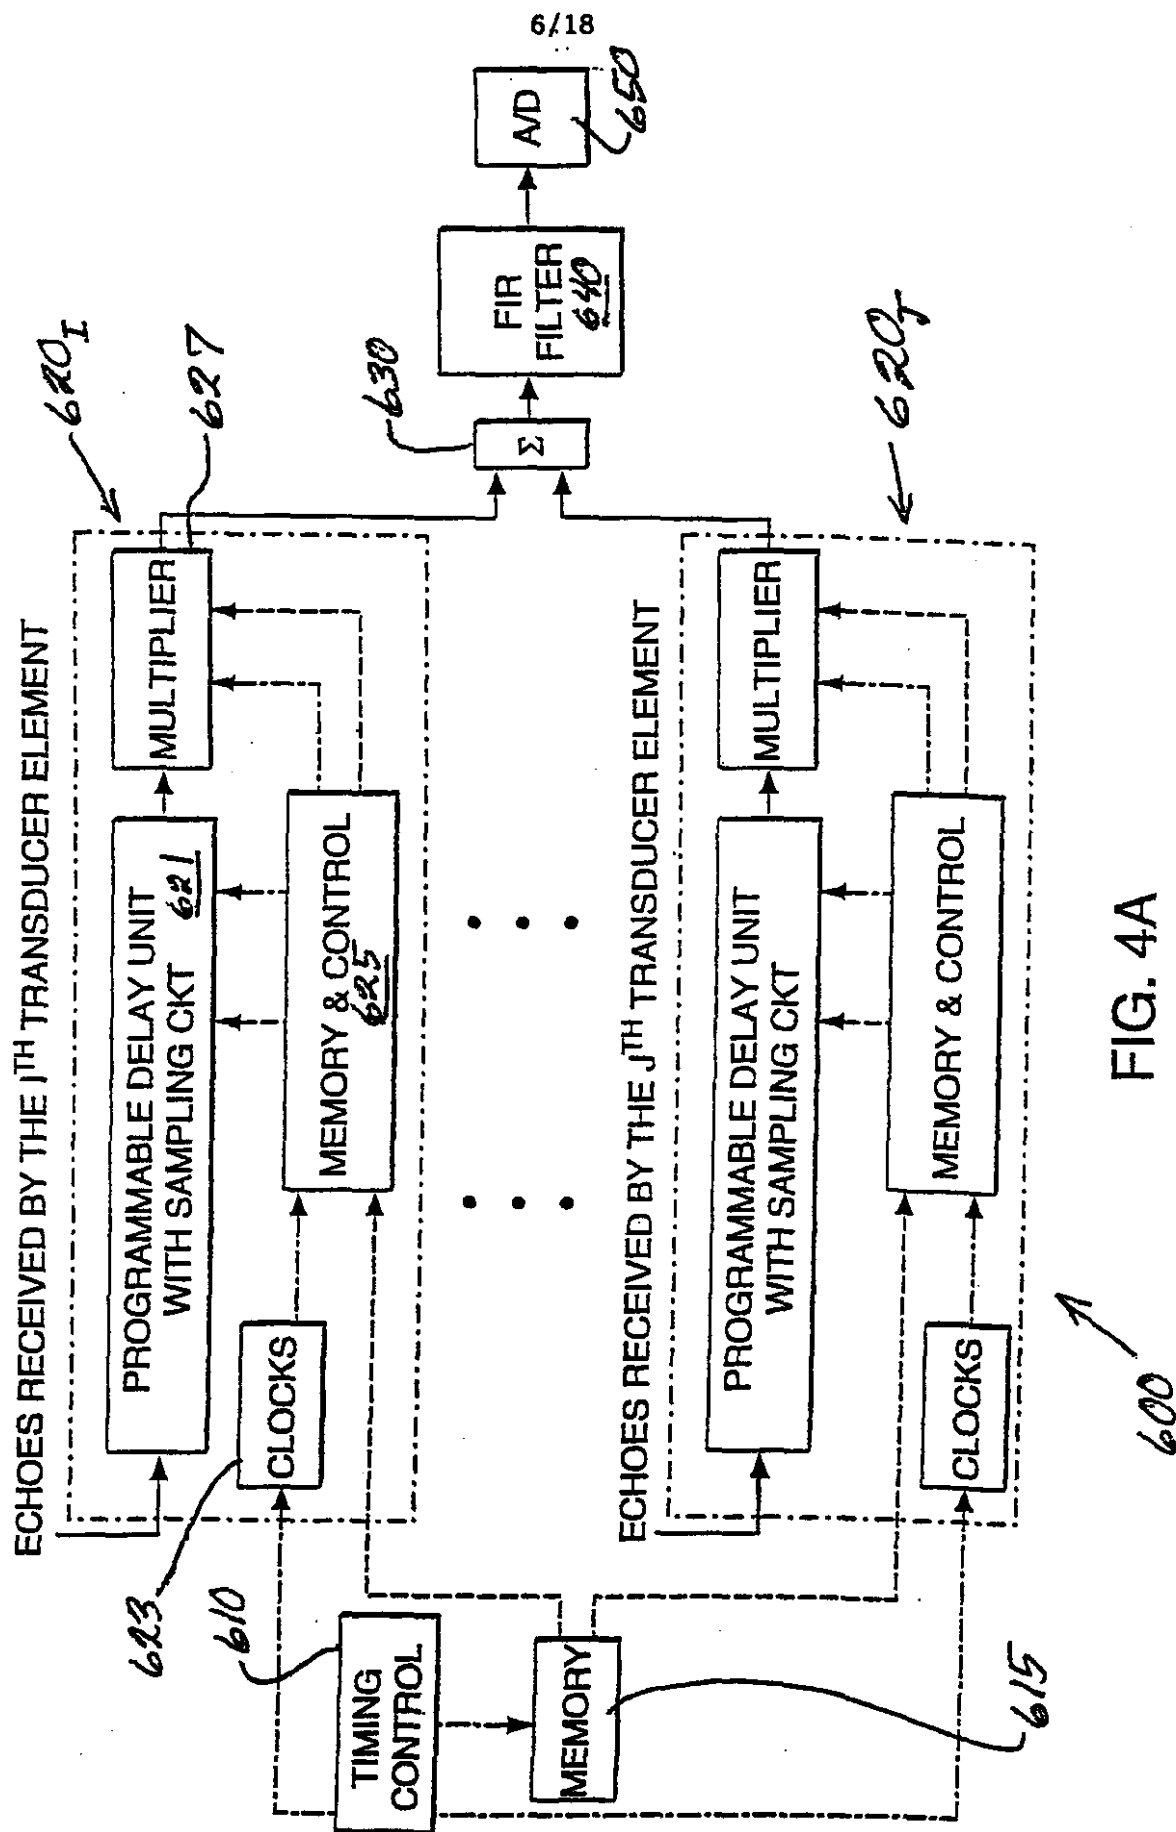 6/18
ECHOES RECEIVED BY THE ITH TRANSDUCER ELEMENT
620I
PROGRAMMABLE DELAY UNIT
WITH SAMPLING CKT 621
MULTIPLIER
627
623
CLOCKS
MEMORY & CONTROL
625
610
TIMING
CONTROL
MEMORY
615
630
Σ
FIR
FILTER
640
A/D
650
ECHOES RECEIVED BY THE JTH TRANSDUCER ELEMENT
620J
PROGRAMMABLE DELAY UNIT
WITH SAMPLING CKT
MULTIPLIER
MEMORY & CONTROL
CLOCKS
600
FIG. 4A